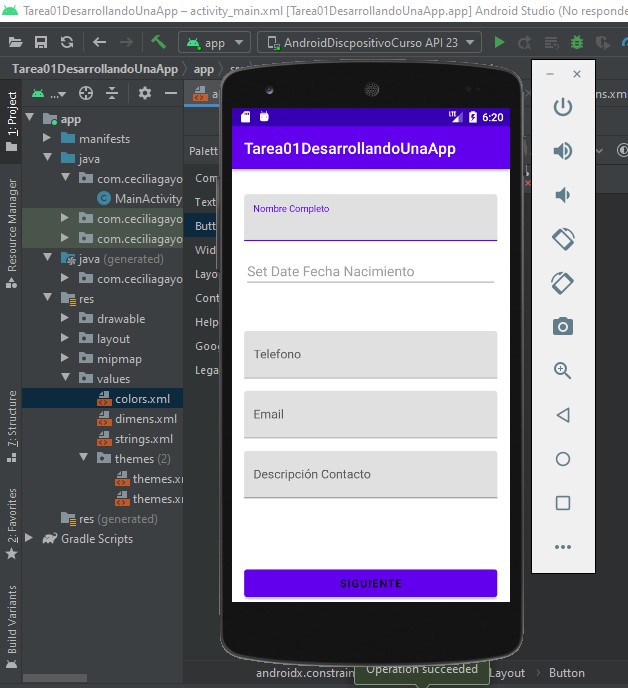 Tarea01DesarrollandoUnaApp – activity_main.xml [Tarea01DesarrollandoUnaApp.app] Android Studio (No responde
app
AndroidDiscpositivoCurso API 23
Tarea01DesarrollandoUnaApp
app
1: Project
Resource Manager
Z: Structure
2: Favorites
Build Variants
app
manifests
java
com.ceciliagayo
MainActivity
com.ceciliagayo
com.ceciliagayo
java (generated)
com.ceciliagayo
res
drawable
layout
mipmap
values
colors.xml
dimens.xml
strings.xml
themes (2)
themes.x
themes.x
res (generated)
Gradle Scripts
Palett
Com
Text
Butt
Wid
Layo
Cont
Help
Goo
Lega
ns.xml
LTE
6:20
Tarea01DesarrollandoUnaApp
Nombre Completo
Set Date Fecha Nacimiento
Telefono
Email
Descripción Contacto
SIGUIENTE
androidx.constrain
Operation succeeded
Layout
Button